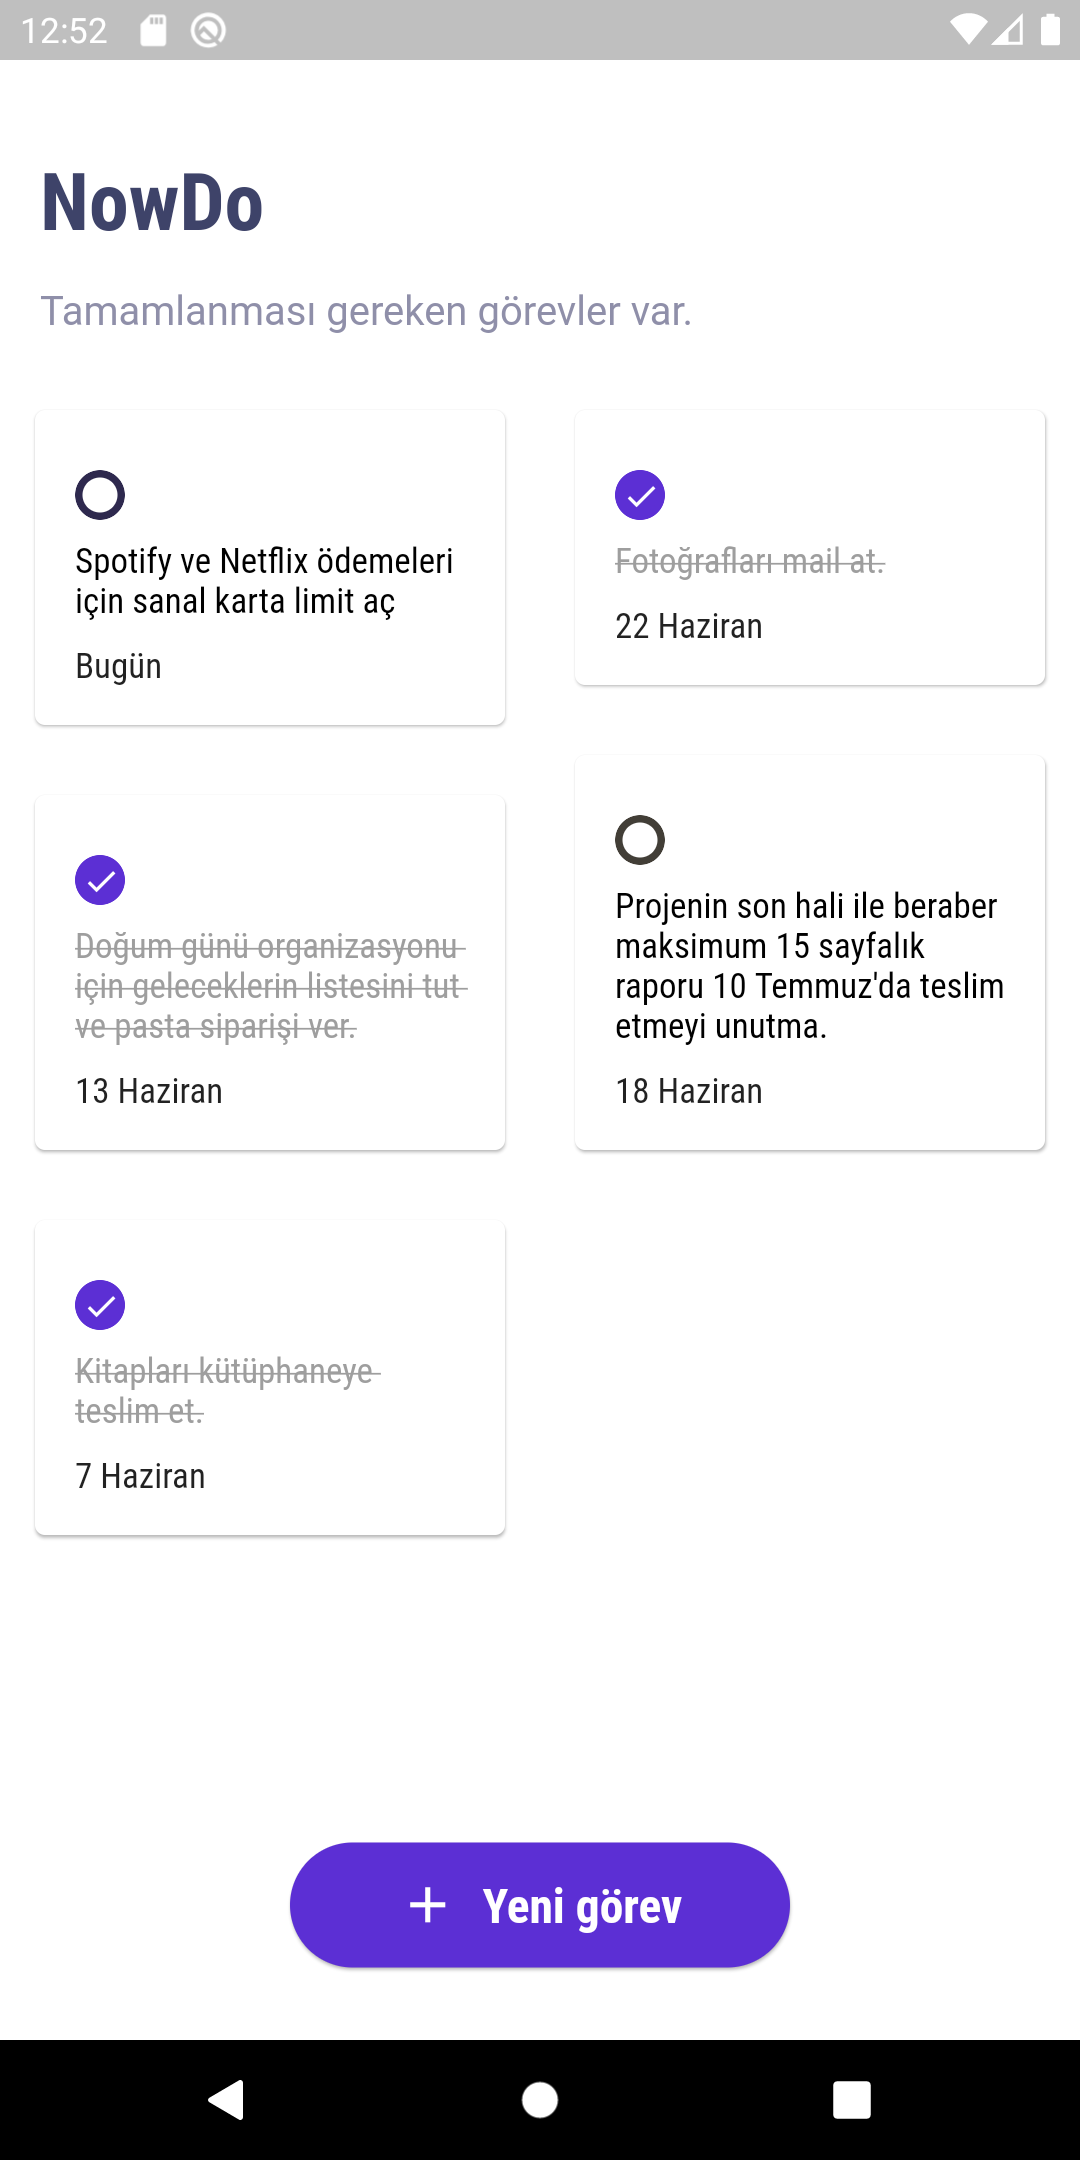 12:52
NowDo
Tamamlanması gereken görevler var.
Spotify ve Netflix ödemeleri
için sanal karta limit aç
Bugün
Fotoğrafları mail at.
22 Haziran
Doğum günü organizasyonu
için geleceklerin listesini tut
ve pasta siparişi ver.
13 Haziran
Projenin son hali ile beraber
maksimum 15 sayfalık
raporu 10 Temmuz'da teslim
etmeyi unutma.
18 Haziran
Kitapları kütüphaneye
teslim et.
7 Haziran
Yeni görev